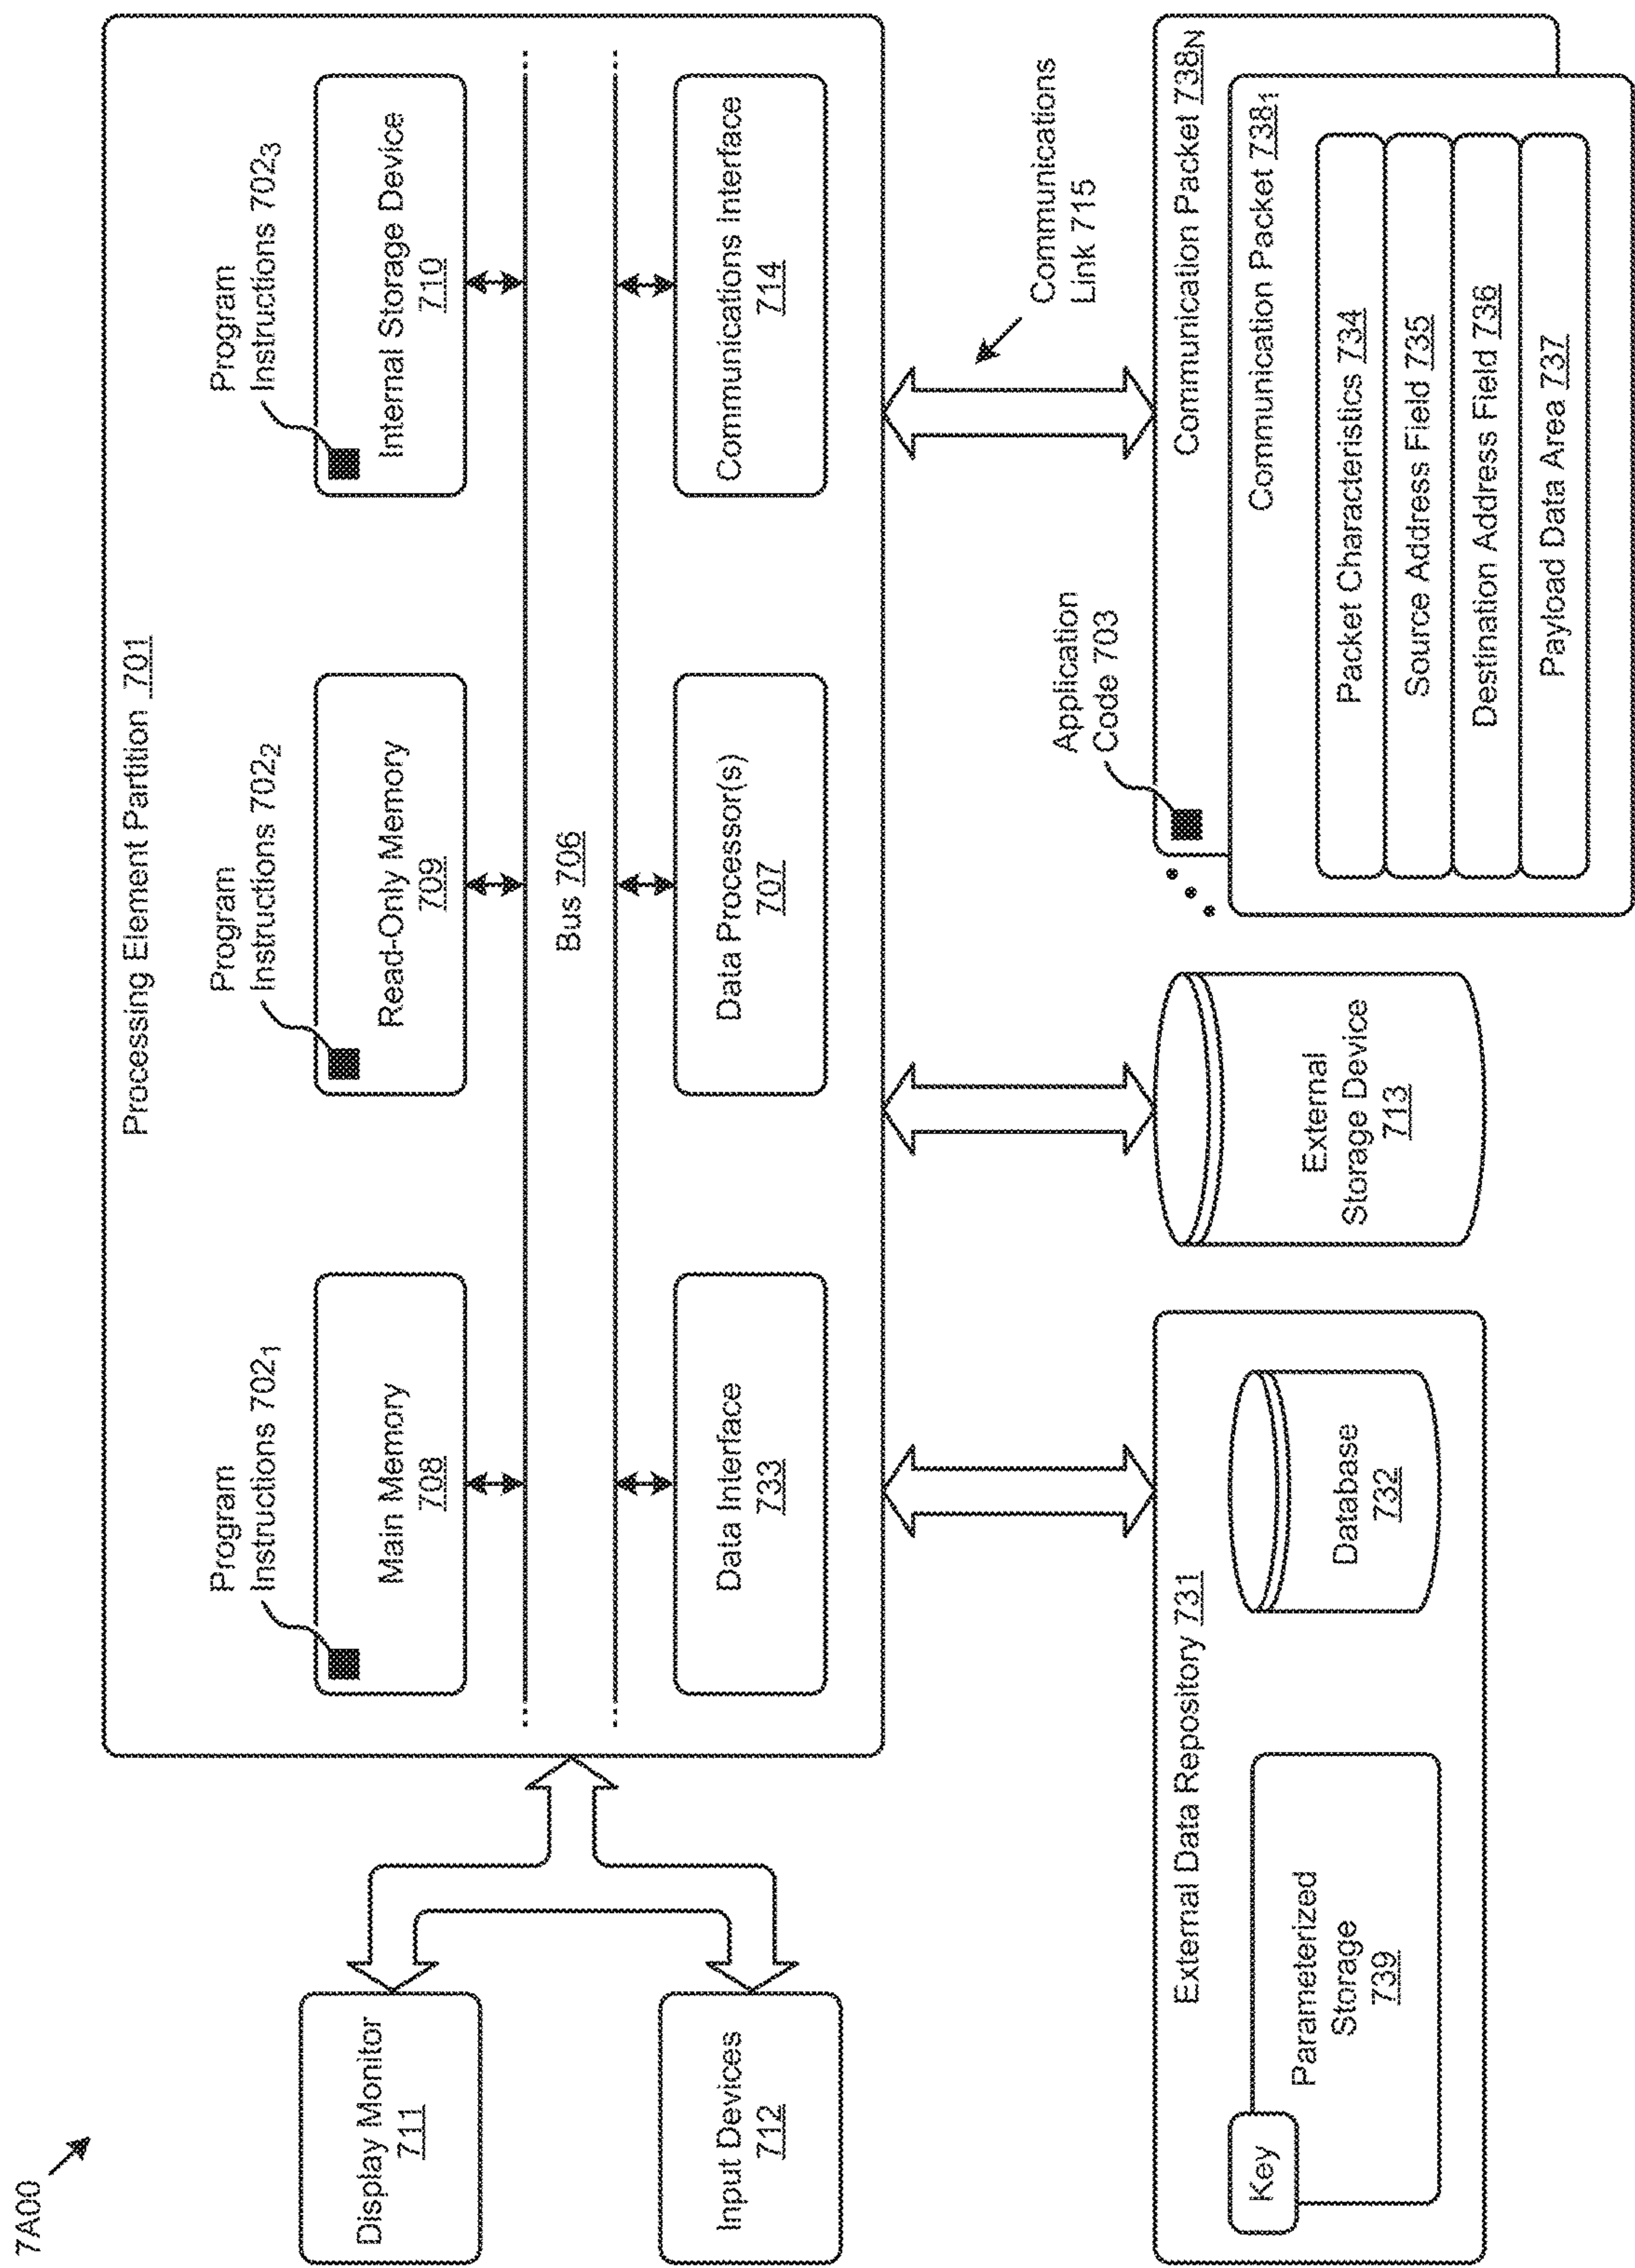 7A00
Processing Element Partition 701
Program
Instructions 702₁
Program
Instructions 702₂
Program
Instructions 702₃
Main Memory
708
Read-Only Memory
709
Internal Storage Device
710
Display Monitor
711
Bus 706
Input Devices
712
Data Interface
733
Data Processor(s)
707
Communications Interface
714
Communications
Link 715
Application
Code 703
External Data Repository 731
Key
Parameterized
Storage
739
Database
732
External
Storage Device
713
Communication Packet 738N
Communication Packet 738₁
Packet Characteristics 734
Source Address Field 735
Destination Address Field 736
Payload Data Area 737